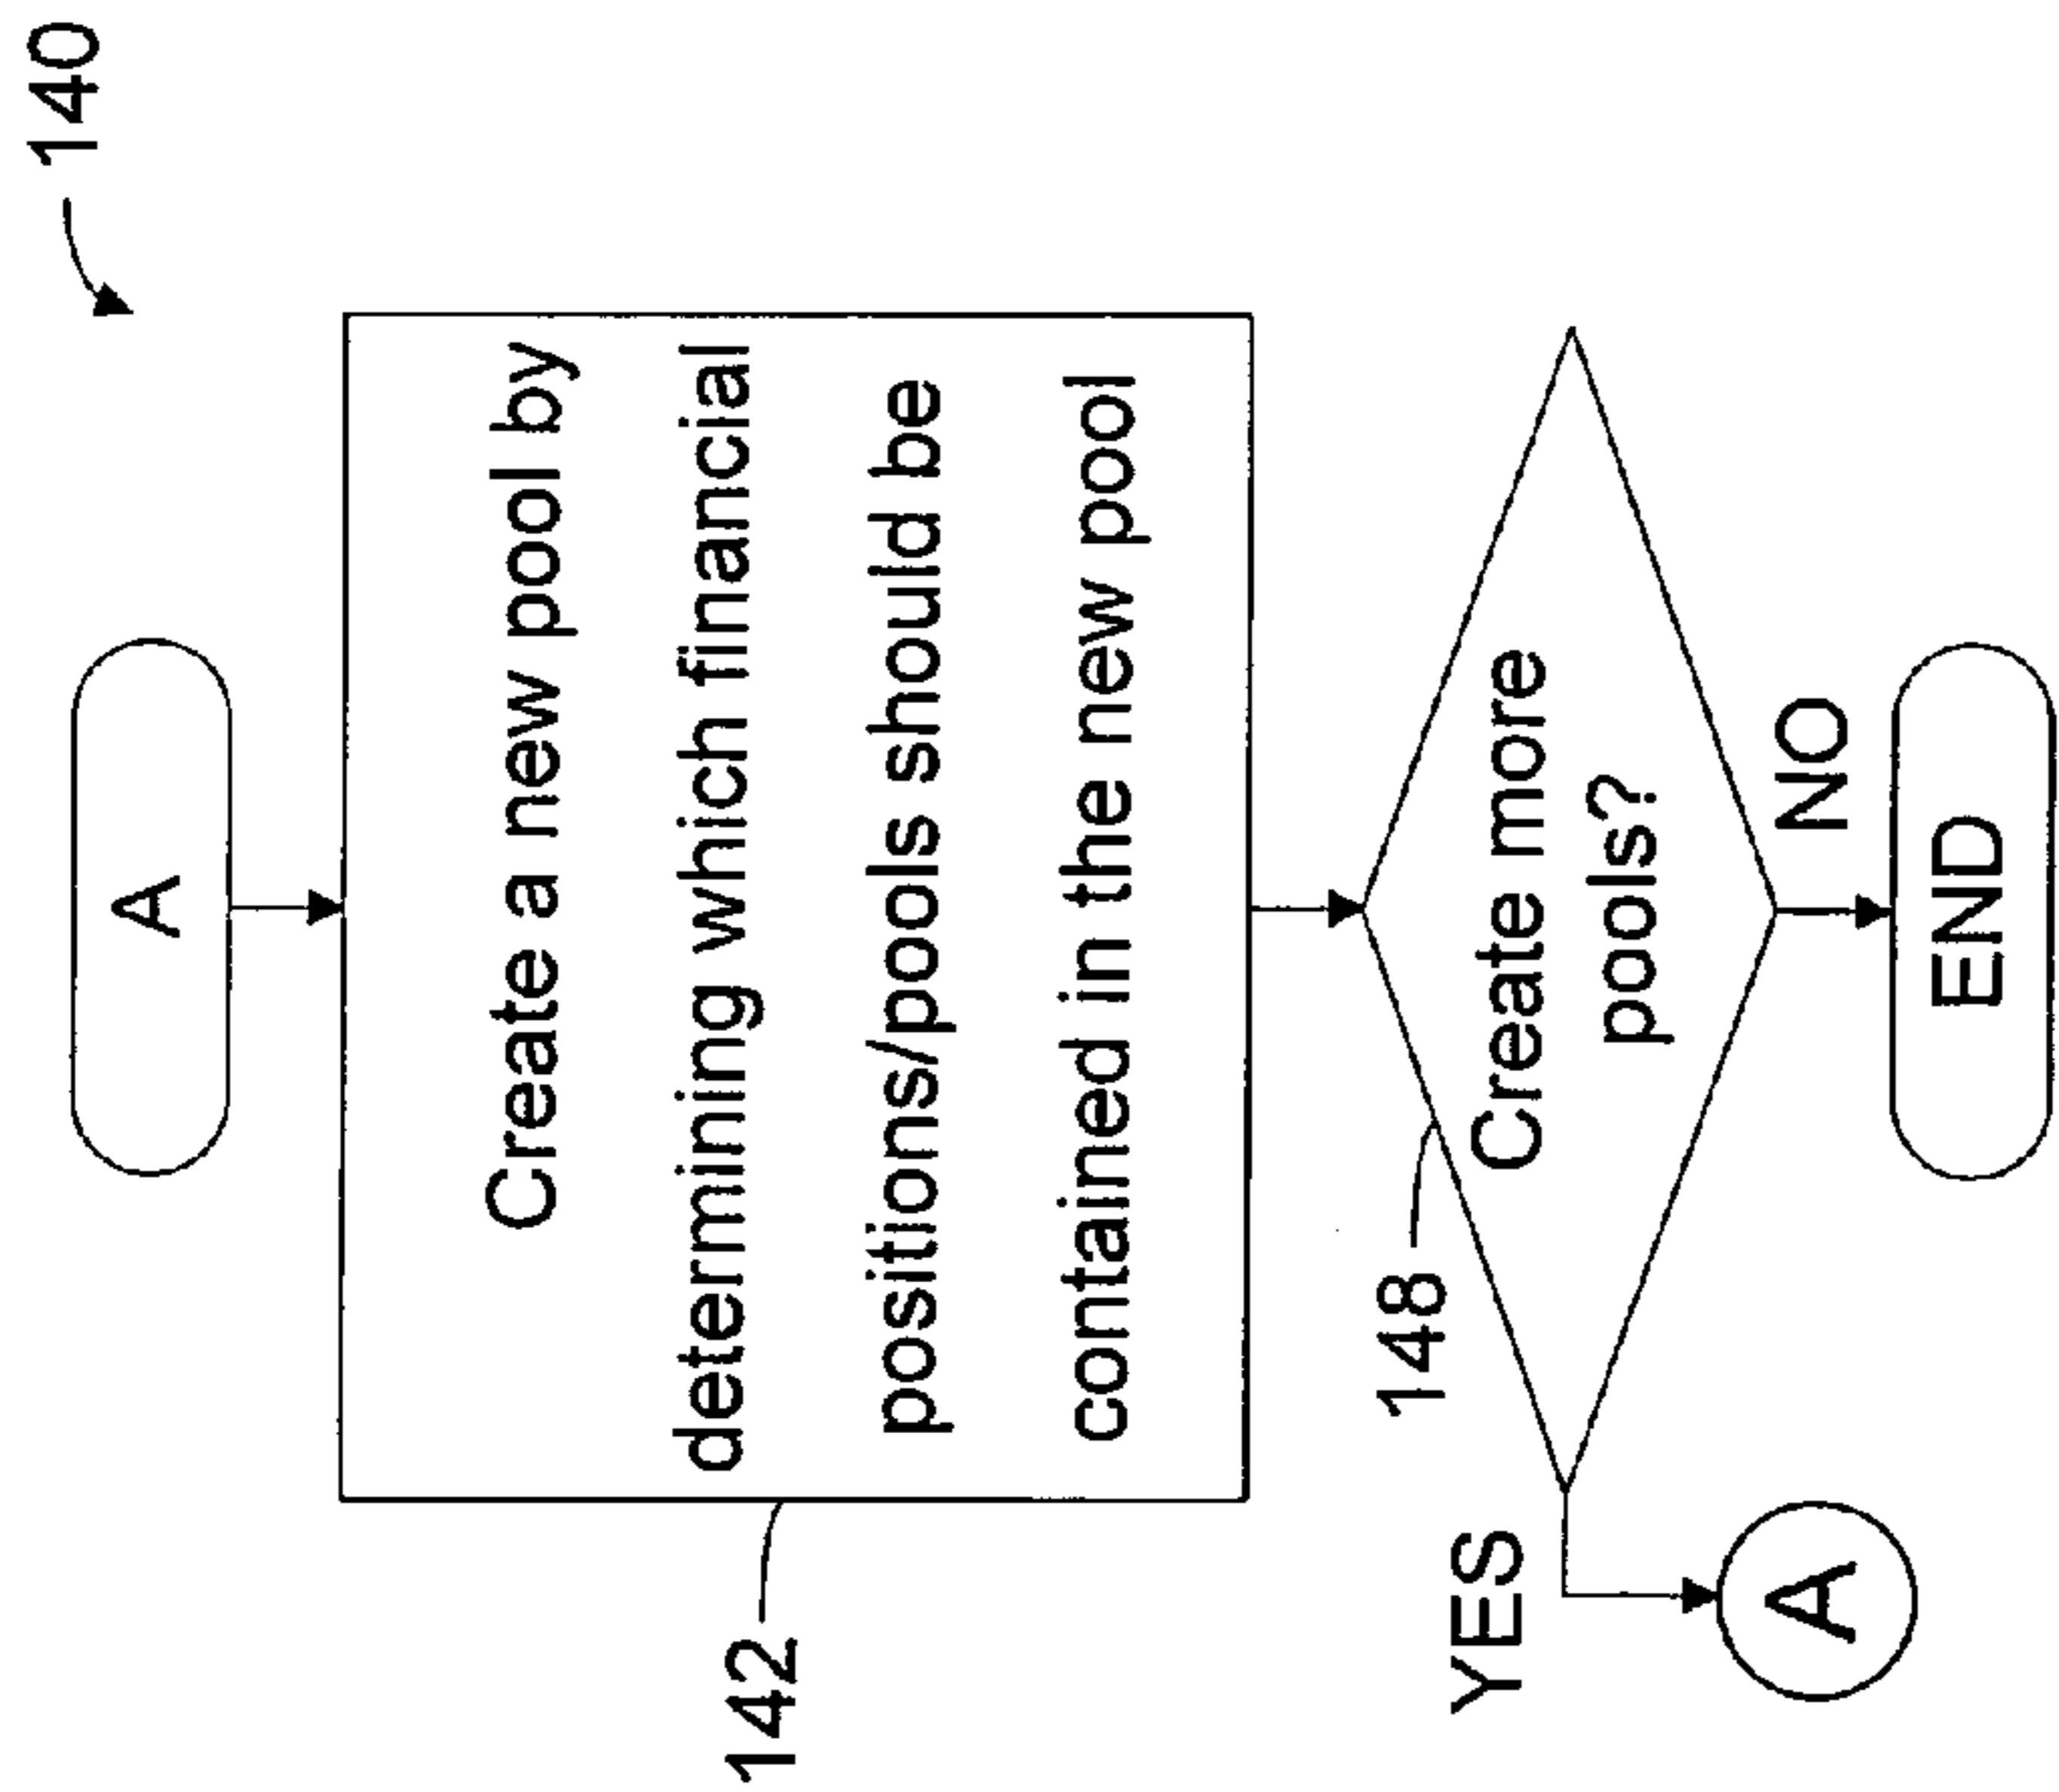 140
A
Create a new pool by
determining which financial
positions/pools should be
contained in the new pool
142
148
Create more
pools?
YES
NO
A
END